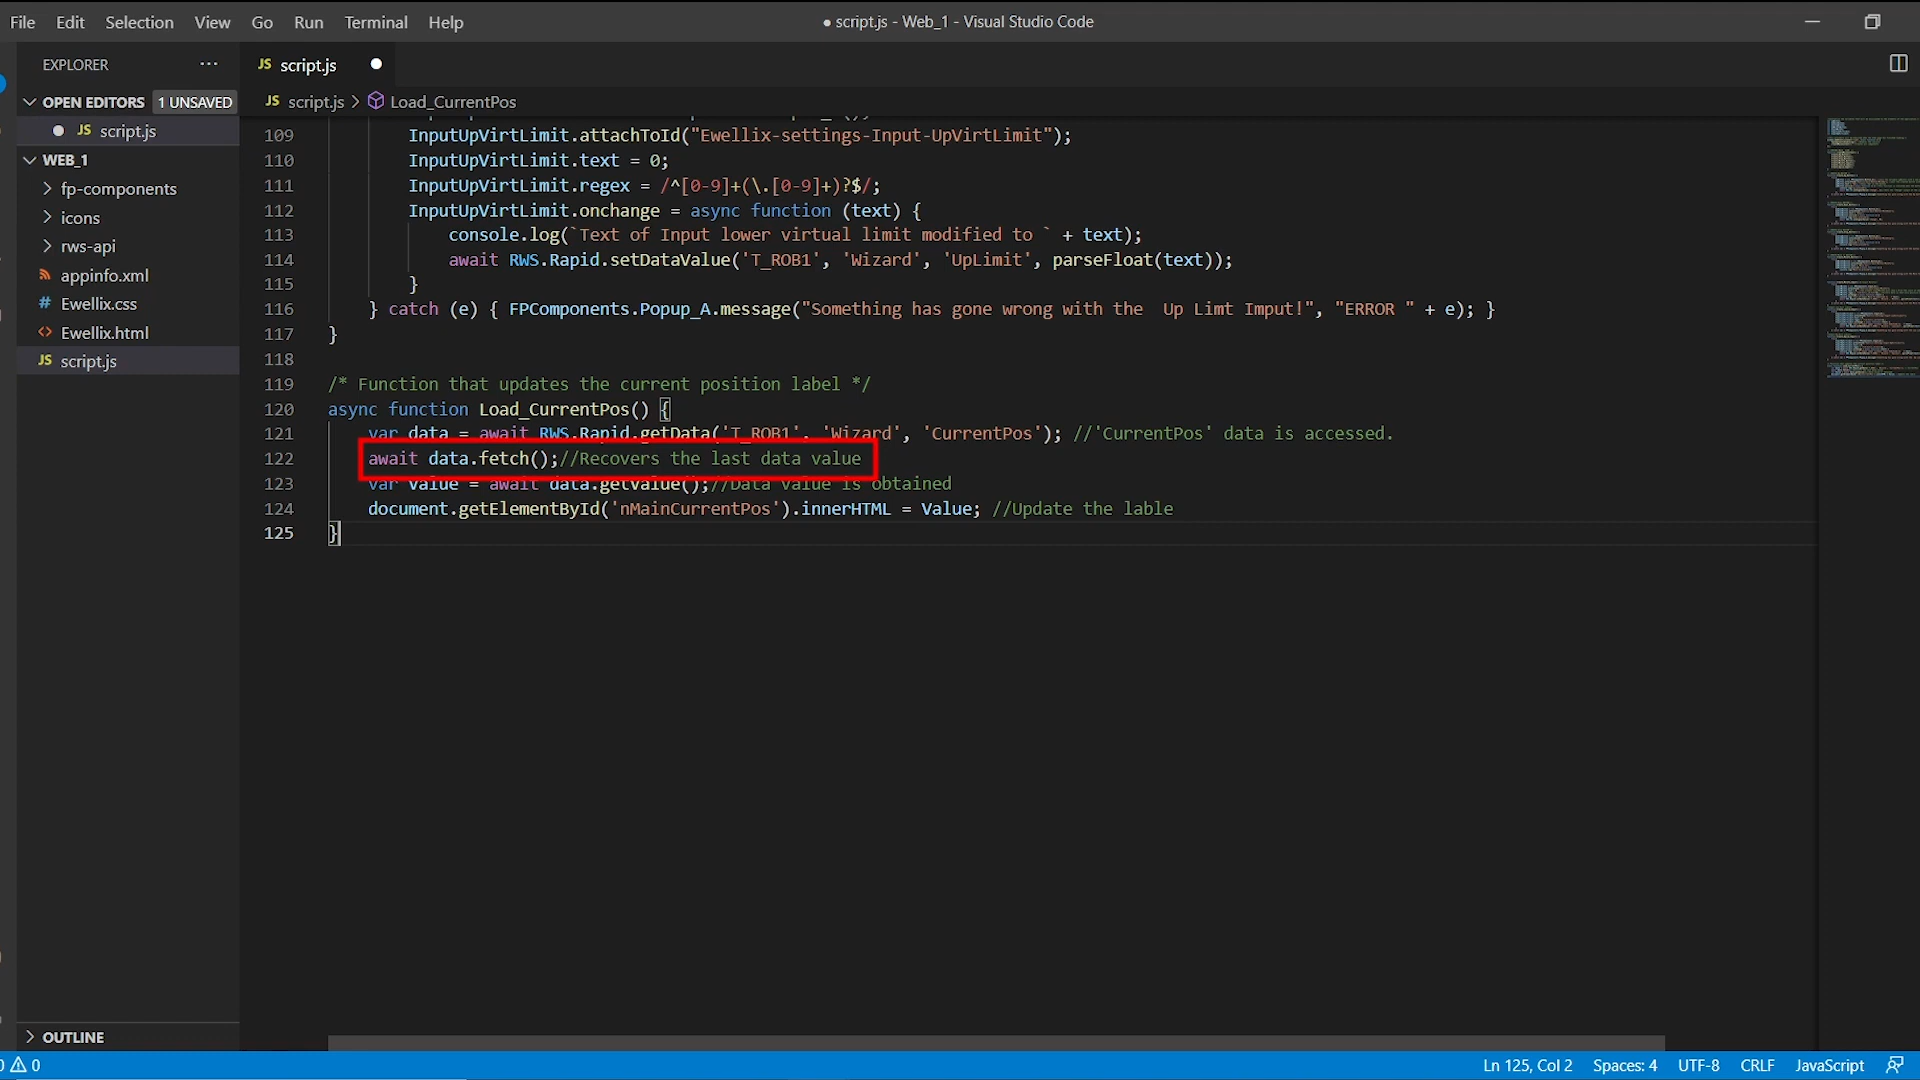 File Edit Selection View Go Run Terminal Help
● script.js - Web_1 - Visual Studio Code
EXPLORER
OPEN EDITORS 1 UNSAVED
JS script.js
WEB_1
fp-components
icons
rws-api
appinfo.xml
# Ewellix.css
<> Ewellix.html
JS script.js
OUTLINE
JS script.js
JS script.js > Load_CurrentPos
109 InputUpVirtLimit.attachToId("Ewellix-settings-Input-UpVirtLimit");
110 InputUpVirtLimit.text = 0;
111 InputUpVirtLimit.regex = /^[0-9]+(\.[0-9]+)?$/;
112 InputUpVirtLimit.onchange = async function (text) {
113 console.log(`Text of Input lower virtual limit modified to ` + text);
114 await RWS.Rapid.setDataValue('T_ROB1', 'Wizard', 'UpLimit', parseFloat(text));
115 }
116 } catch (e) { FPComponents.Popup_A.message("Something has gone wrong with the  Up Limt Imput!", "ERROR " + e); }
117 }
118
119 /* Function that updates the current position label */
120 async function Load_CurrentPos() {
121 var data = await RWS.Rapid.getData('T_ROB1', 'Wizard', 'CurrentPos'); //'CurrentPos' data is accessed.
122 await data.fetch();//Recovers the last data value
123 var Value = await data.getValue();//Data value is obtained
124 document.getElementById('nMainCurrentPos').innerHTML = Value; //Update the lable
125 }
0 Ln 125, Col 2 Spaces: 4 UTF-8 CRLF JavaScript